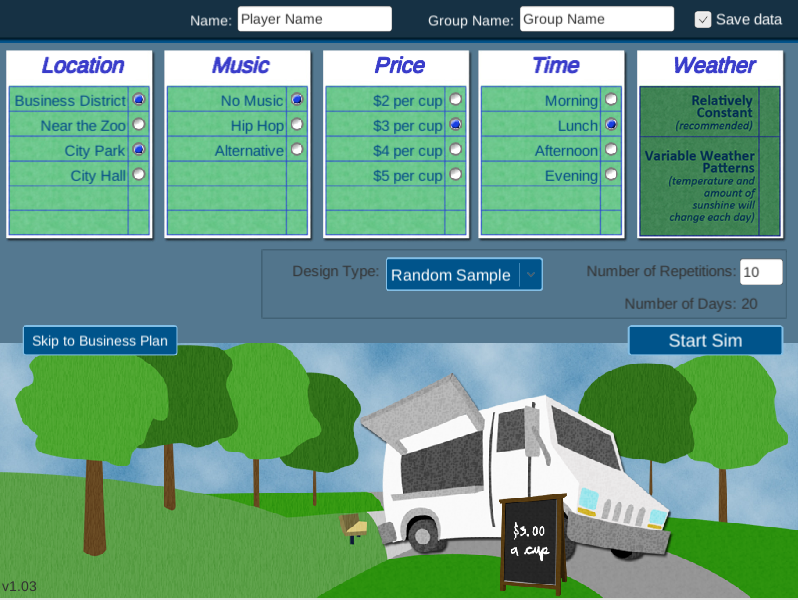 Name: Player Name Group Name: Group Name Save data
Location Music Price Time Weather
Business District No Music $2 per cup Morning Relatively
Constant
(recommended)
Near the Zoo Hip Hop $3 per cup Lunch
City Park Alternative $4 per cup Afternoon Variable Weather
Patterns
(temperature and
amount of
sunshine will
change each day)
City Hall $5 per cup Evening
Design Type: Random Sample Number of Repetitions: 10
Number of Days: 20
Skip to Business Plan Start Sim
$3.00
a cup
v1.03